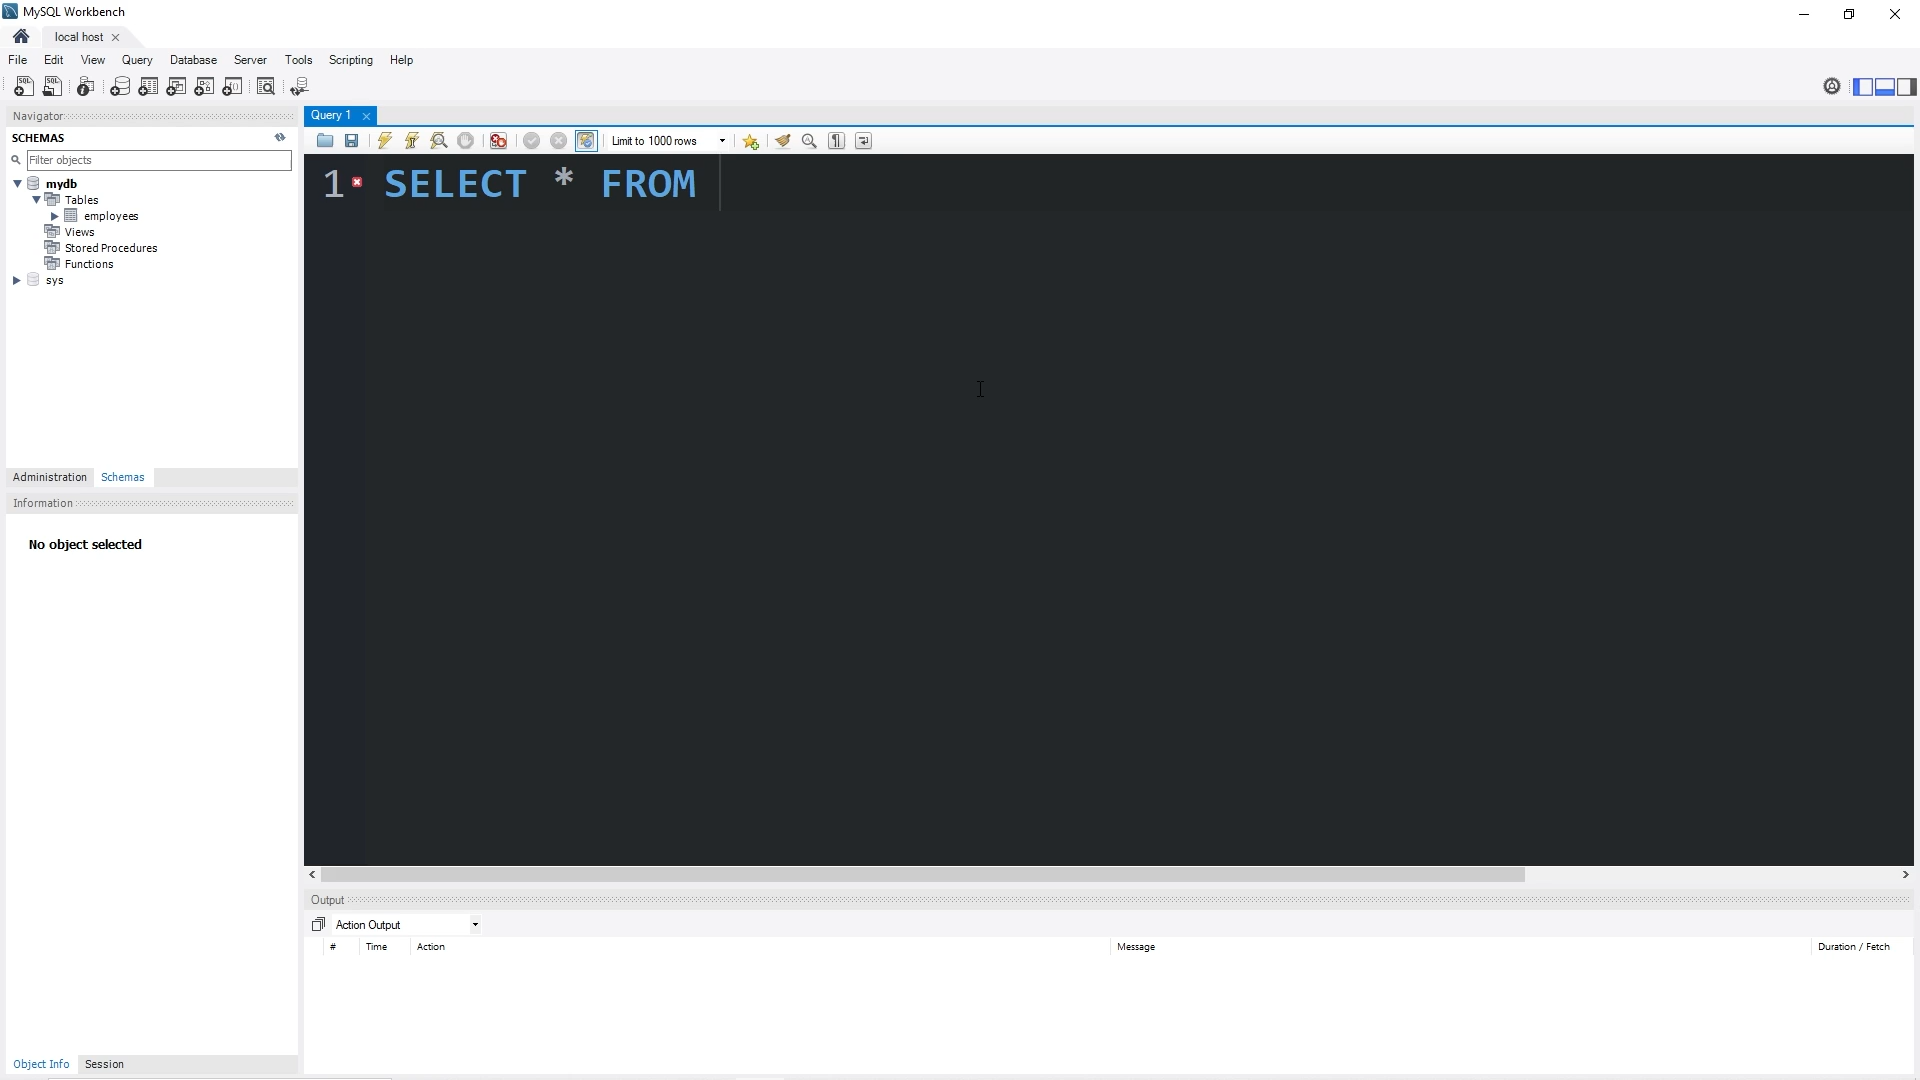 MySQL Workbench
local host
File Edit View Query Database Server Tools Scripting Help
SQL SQL
Navigator
SCHEMAS
Filter objects
mydb
Tables
employees
Views
Stored Procedures
Functions
sys
Administration Schemas
Information
No object selected
Object Info Session
Query 1
Limit to 1000 rows
1 SELECT * FROM
Output
Action Output
# Time Action Message Duration / Fetch